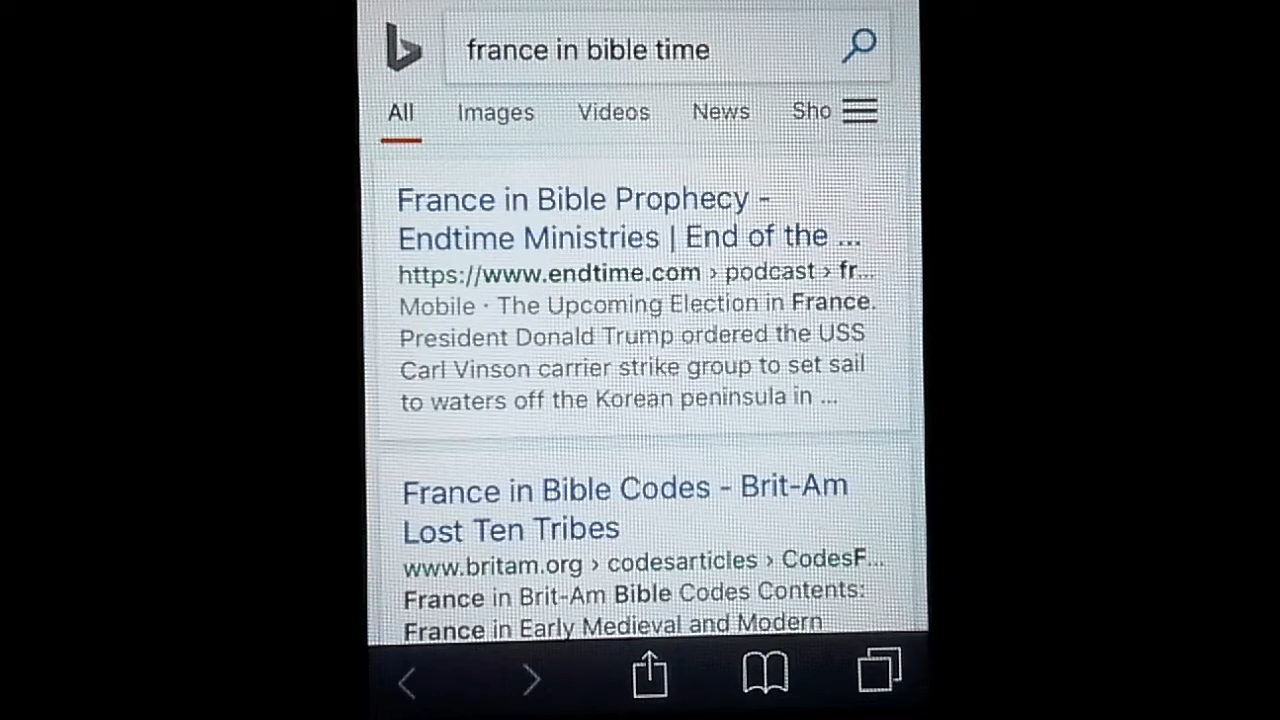 france in bible time
All Images Videos News Sho
France in Bible Prophecy -
Endtime Ministries | End of the ...
https://www.endtime.com › podcast › fr...
Mobile · The Upcoming Election in France.
President Donald Trump ordered the USS
Carl Vinson carrier strike group to set sail
to waters off the Korean peninsula in ...
France in Bible Codes - Brit-Am
Lost Ten Tribes
www.britam.org › codesarticles › CodesF...
France in Brit-Am Bible Codes Contents:
France in Early Medieval and Modern